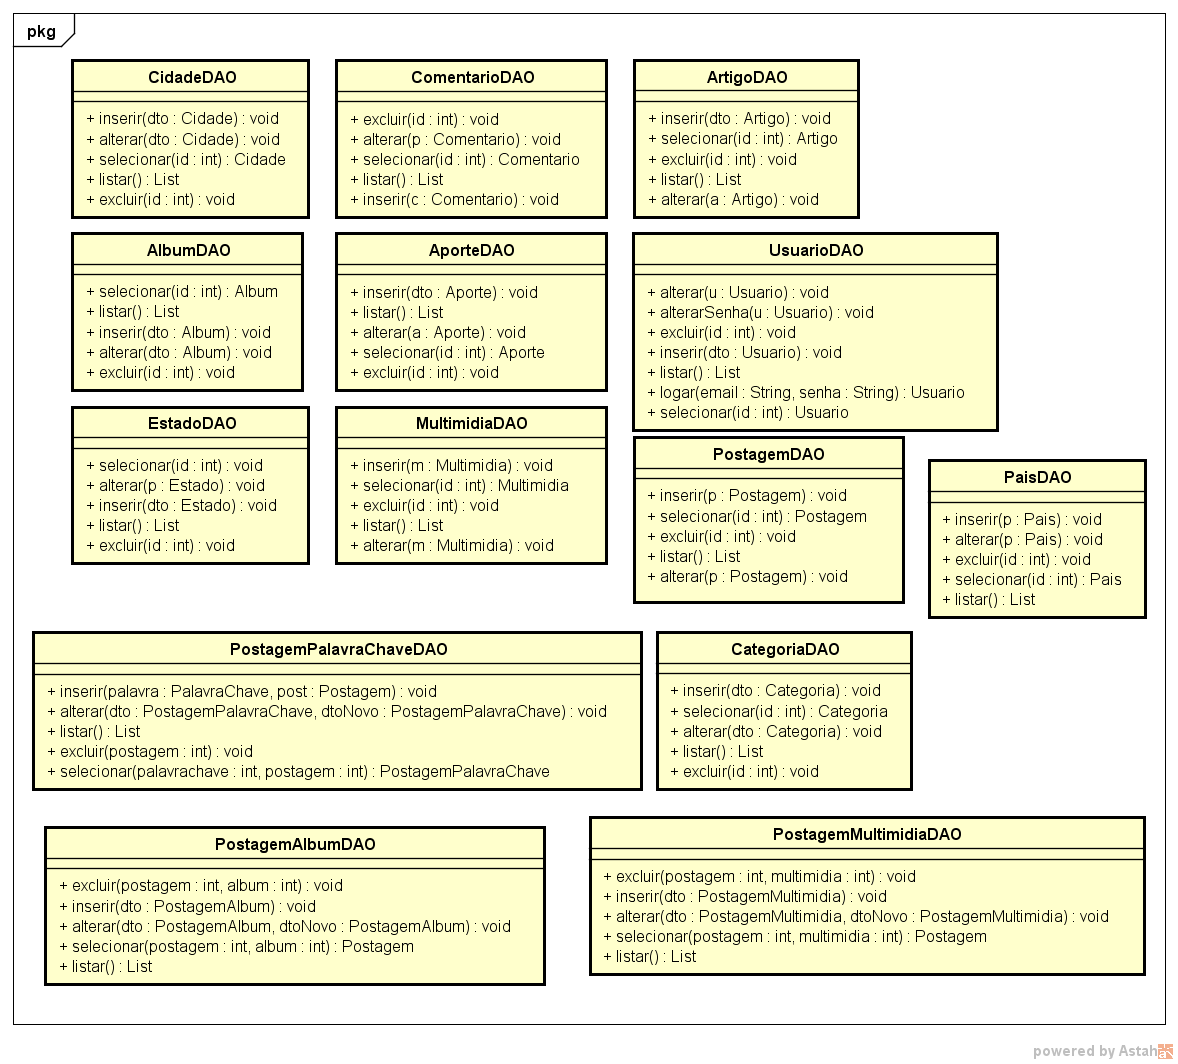 pkg
CidadeDAO
+ inserir(dto : Cidade) : void
+ alterar(dto : Cidade) : void
+ selecionar(id : int) : Cidade
+ listar() : List
+ excluir(id : int) : void
ComentarioDAO
+ excluir(id : int) : void
+ alterar(p : Comentario) : void
+ selecionar(id : int) : Comentario
+ listar() : List
+ inserir(c : Comentario) : void
ArtigoDAO
+ inserir(dto : Artigo) : void
+ selecionar(id : int) : Artigo
+ excluir(id : int) : void
+ listar() : List
+ alterar(a : Artigo) : void
AlbumDAO
+ selecionar(id : int) : Album
+ listar() : List
+ inserir(dto : Album) : void
+ alterar(dto : Album) : void
+ excluir(id : int) : void
AporteDAO
+ inserir(dto : Aporte) : void
+ listar() : List
+ alterar(a : Aporte) : void
+ selecionar(id : int) : Aporte
+ excluir(id : int) : void
UsuarioDAO
+ alterar(u : Usuario) : void
+ alterarSenha(u : Usuario) : void
+ excluir(id : int) : void
+ inserir(dto : Usuario) : void
+ listar() : List
+ logar(email : String, senha : String) : Usuario
+ selecionar(id : int) : Usuario
EstadoDAO
+ selecionar(id : int) : void
+ alterar(p : Estado) : void
+ inserir(dto : Estado) : void
+ listar() : List
+ excluir(id : int) : void
MultimidiaDAO
+ inserir(m : Multimidia) : void
+ selecionar(id : int) : Multimidia
+ excluir(id : int) : void
+ listar() : List
+ alterar(m : Multimidia) : void
PostagemDAO
+ inserir(p : Postagem) : void
+ selecionar(id : int) : Postagem
+ excluir(id : int) : void
+ listar() : List
+ alterar(p : Postagem) : void
PaisDAO
+ inserir(p : Pais) : void
+ alterar(p : Pais) : void
+ excluir(id : int) : void
+ selecionar(id : int) : Pais
+ listar() : List
PostagemPalavraChaveDAO
+ inserir(palavra : PalavraChave, post : Postagem) : void
+ alterar(dto : PostagemPalavraChave, dtoNovo : PostagemPalavraChave) : void
+ listar() : List
+ excluir(postagem : int) : void
+ selecionar(palavrachave : int, postagem : int) : PostagemPalavraChave
CategoriaDAO
+ inserir(dto : Categoria) : void
+ selecionar(id : int) : Categoria
+ alterar(dto : Categoria) : void
+ listar() : List
+ excluir(id : int) : void
PostagemAlbumDAO
+ excluir(postagem : int, album : int) : void
+ inserir(dto : PostagemAlbum) : void
+ alterar(dto : PostagemAlbum, dtoNovo : PostagemAlbum) : void
+ selecionar(postagem : int, album : int) : Postagem
+ listar() : List
PostagemMultimidiaDAO
+ excluir(postagem : int, multimidia : int) : void
+ inserir(dto : PostagemMultimidia) : void
+ alterar(dto : PostagemMultimidia, dtoNovo : PostagemMultimidia) : void
+ selecionar(postagem : int, multimidia : int) : Postagem
+ listar() : List
powered by Astah